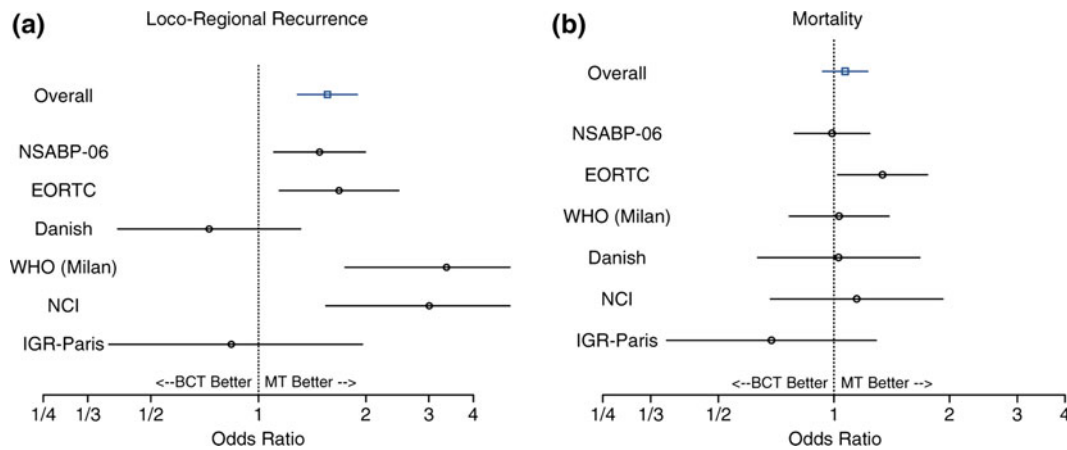 (a)
Loco-Regional Recurrence
Overall
NSABP-06
EORTC
Danish
WHO (Milan)
NCI
IGR-Paris
<--BCT Better MT Better -->
1/4 1/3 1/2 1 2 3 4
Odds Ratio
(b)
Mortality
Overall
NSABP-06
EORTC
WHO (Milan)
Danish
NCI
IGR-Paris
<--BCT Better MT Better -->
1/4 1/3 1/2 1 2 3 4
Odds Ratio